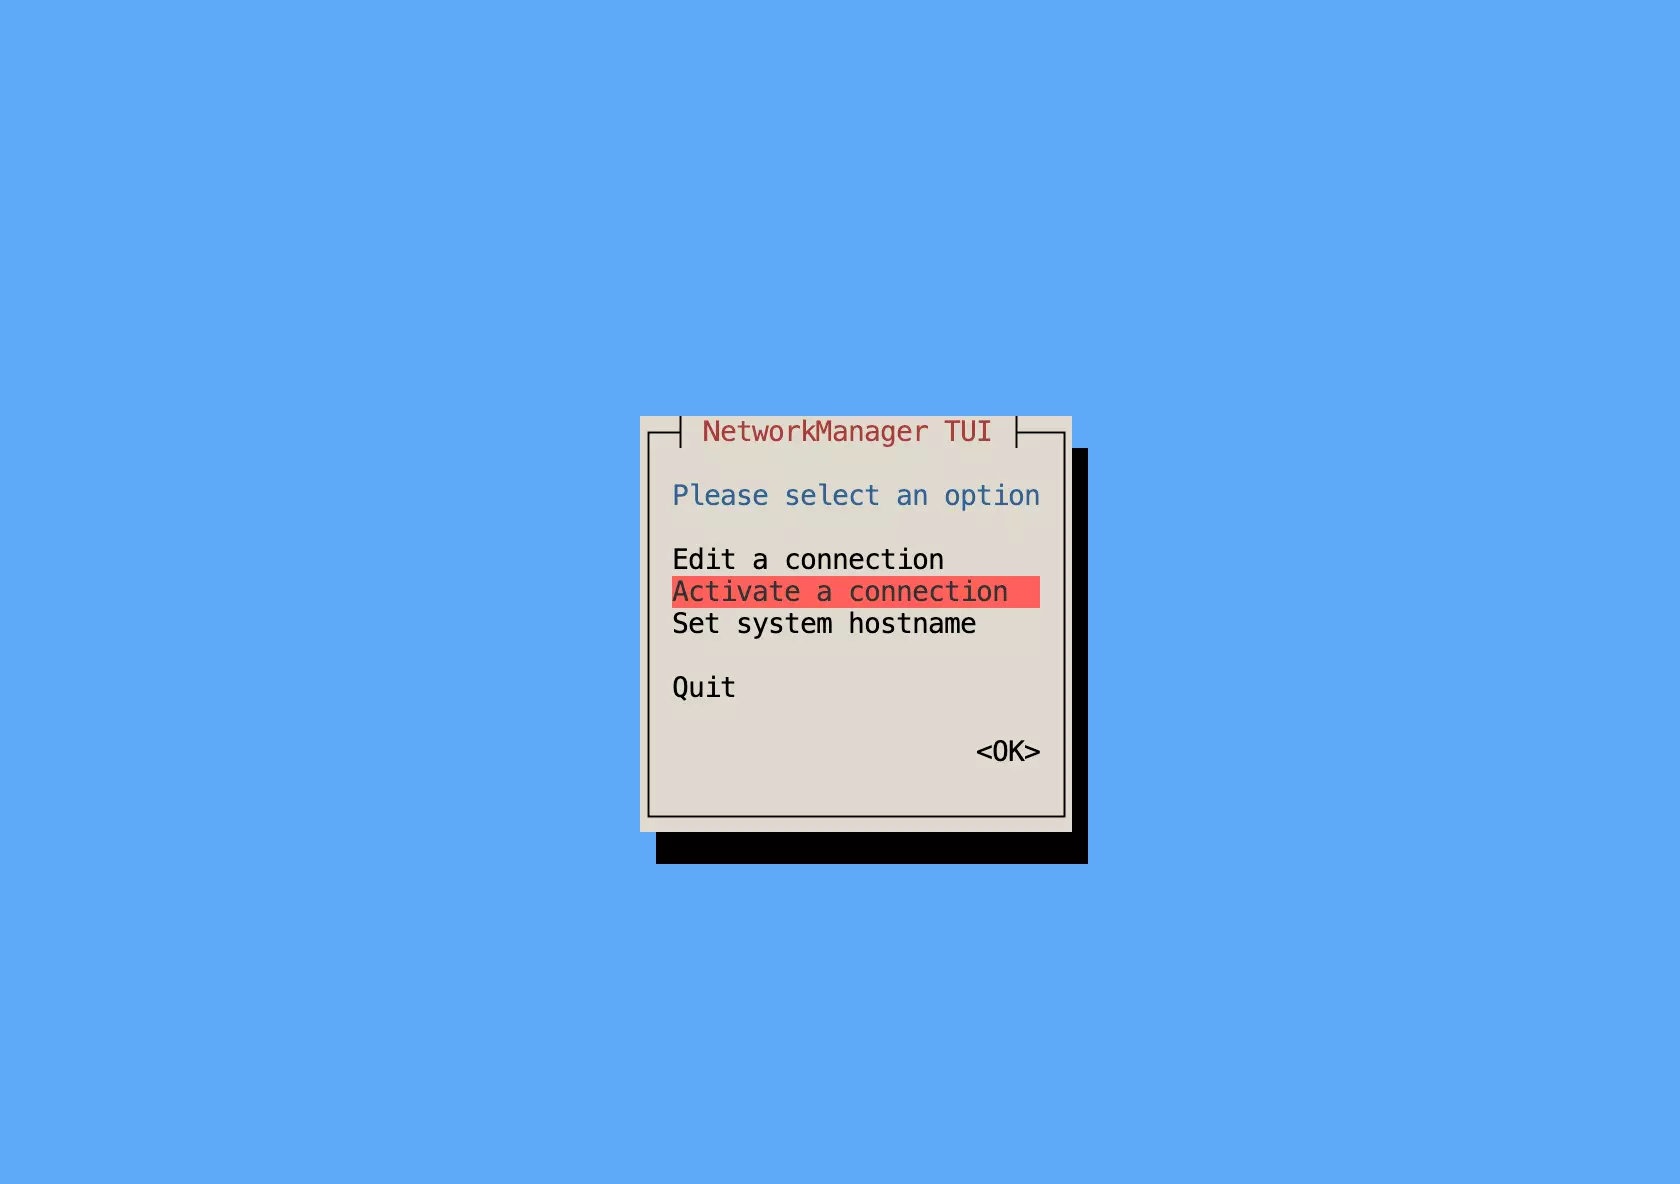 NetworkManager TUI
Please select an option
Edit a connection
Activate a connection
Set system hostname
Quit
<OK>